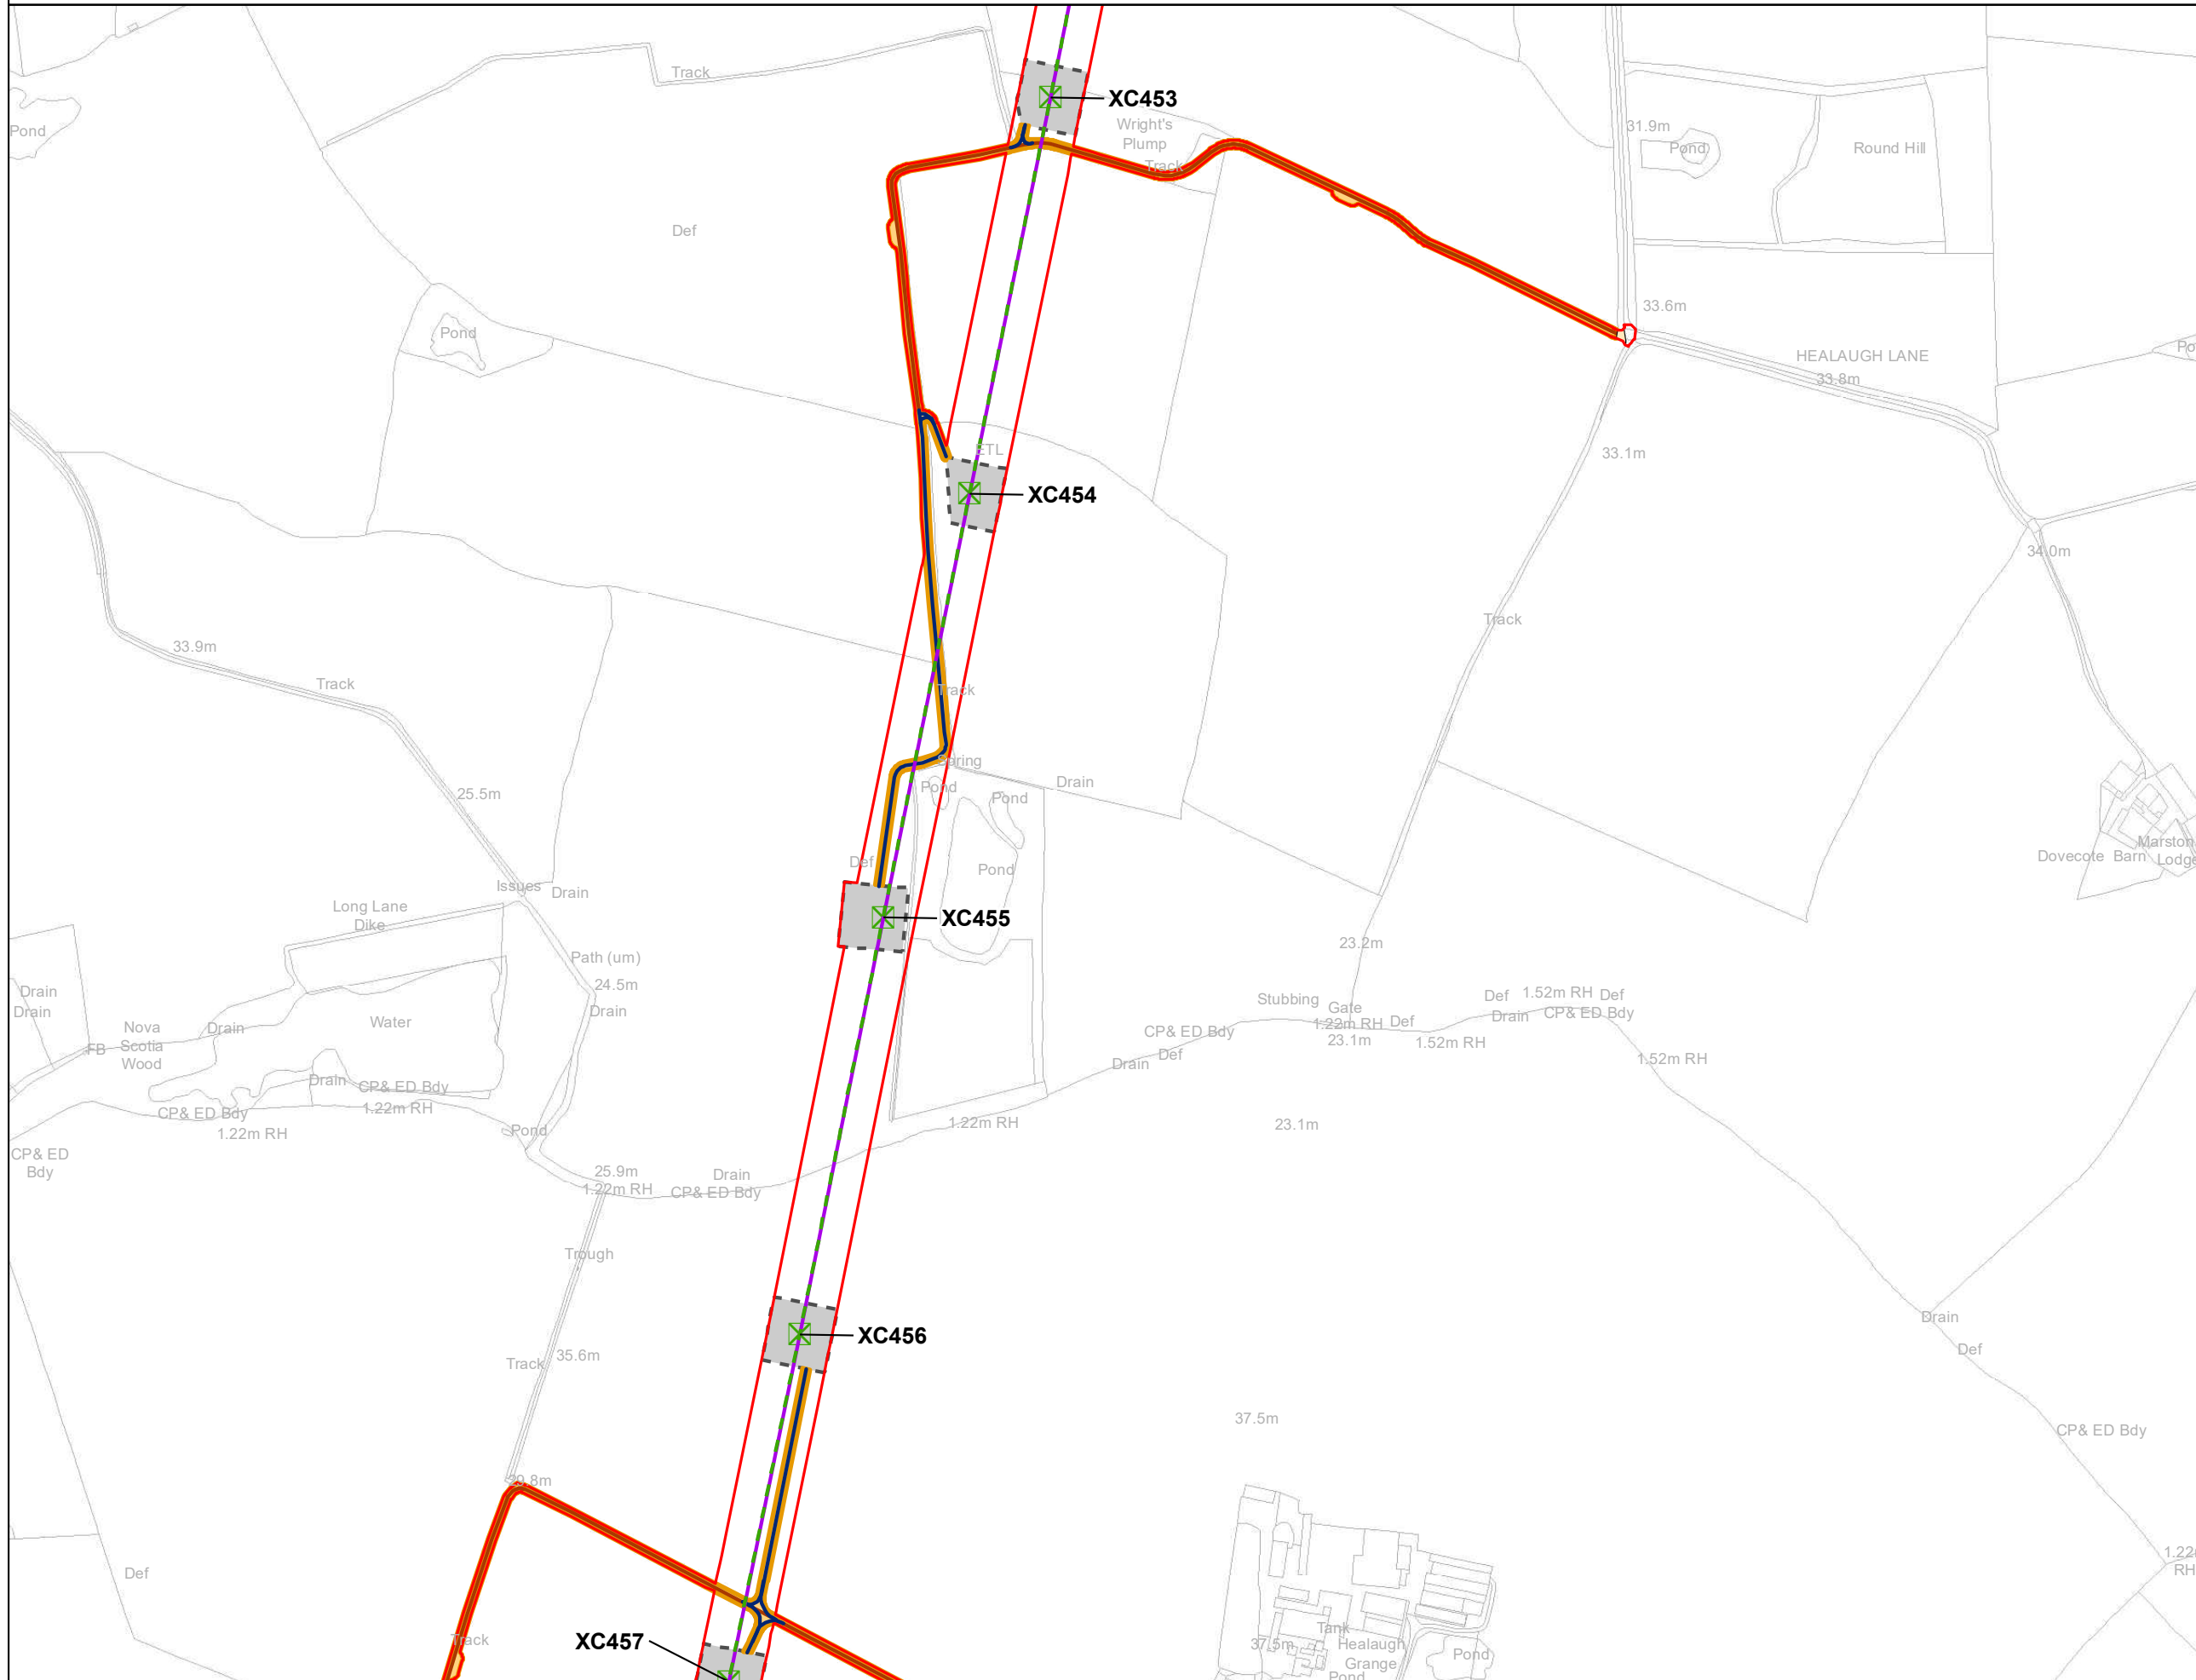 Track
XC453
Pond
Wright's
Plump
Track
31.9m
Pond
Round Hill
Def
33.6m
Pond
HEALAUGH LANE
33.8m
ETL
33.1m
XC454
34.0m
Track
33.9m
Track
Track
Spring
Drain
Pond
Pond
25.5m
Def
Pond
Marston
Lodge
Dovecote Barn
Issues
Drain
Long Lane
Dike
XC455
23.2m
Path (um)
24.5m
Drain
Drain
Drain
Stubbing
Gate
Def
1.52m RH
Def
Drain
CP& ED Bdy
1.22m RH
Def
23.1m
1.52m RH
Water
Nova
Scotia
Wood
Drain
FB
CP& ED Bdy
Def
Drain
1.52m RH
Drain
CP& ED Bdy
1.22m RH
CP& ED Bdy
1.22m RH
Pond
1.22m RH
23.1m
CP& ED
Bdy
25.9m
1.22m RH
Drain
CP& ED Bdy
Trough
XC456
Drain
Def
Track
35.6m
37.5m
CP& ED Bdy
Def
XC457
Track
37.5m
Tank
Healaugh
Grange
Pond
Pond
RH